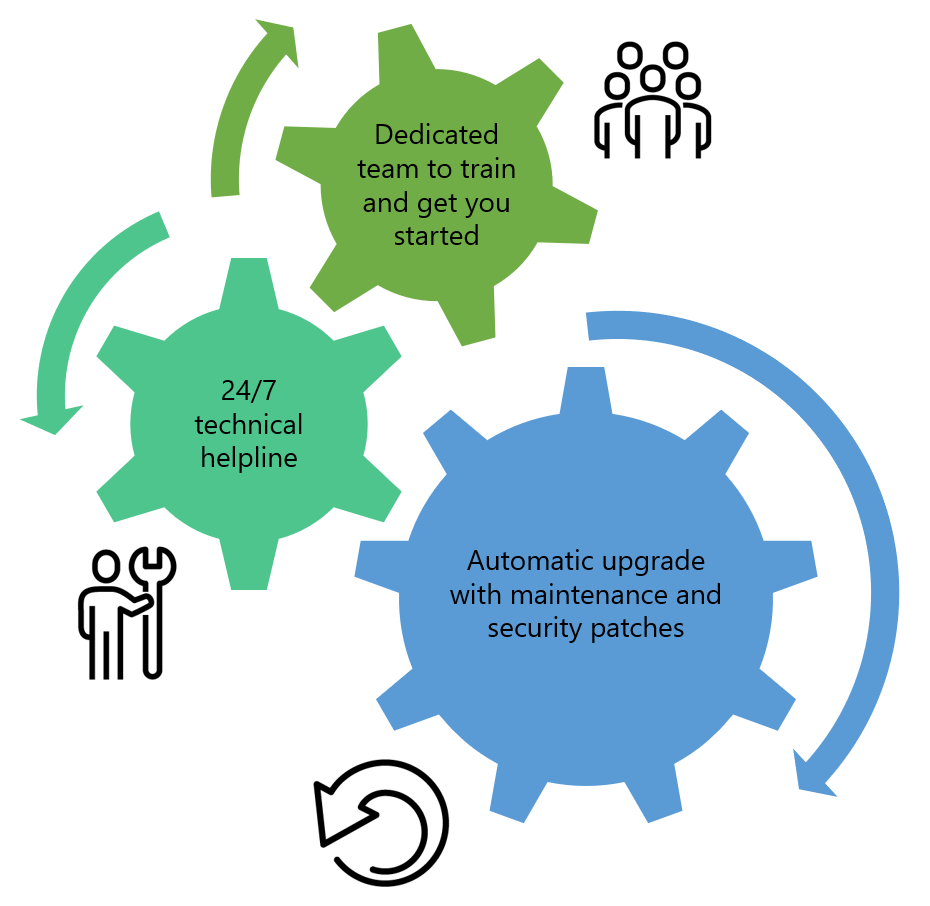 Dedicated
team to train
and get you
started
24/7
technical
helpline
Automatic upgrade
with maintenance and
security patches